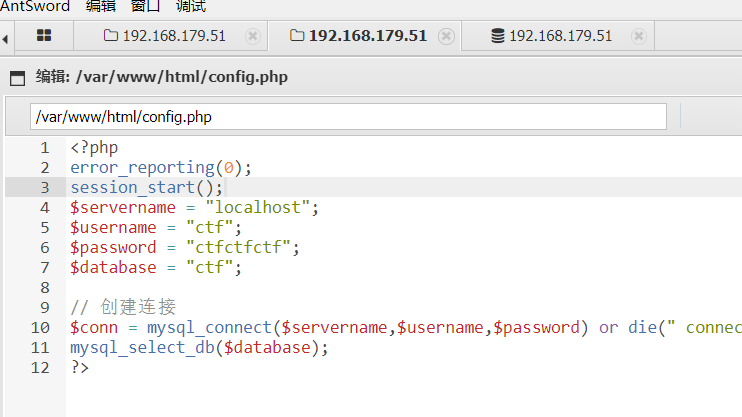 AntSword 编辑 窗口 调试
192.168.179.51 192.168.179.51 192.168.179.51
编辑: /var/www/html/config.php
/var/www/html/config.php
1 <?php
2 error_reporting(0);
3 session_start();
4 $servername = "localhost";
5 $username = "ctf";
6 $password = "ctfctfctf";
7 $database = "ctf";
8
9 // 创建连接
10 $conn = mysql_connect($servername,$username,$password) or die(" connec
11 mysql_select_db($database);
12 ?>